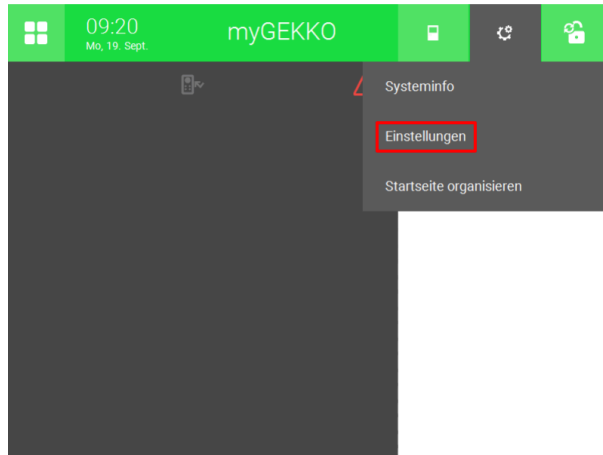 09:20
Mo, 19. Sept.
myGEKKO
Systeminfo
Einstellungen
Startseite organisieren